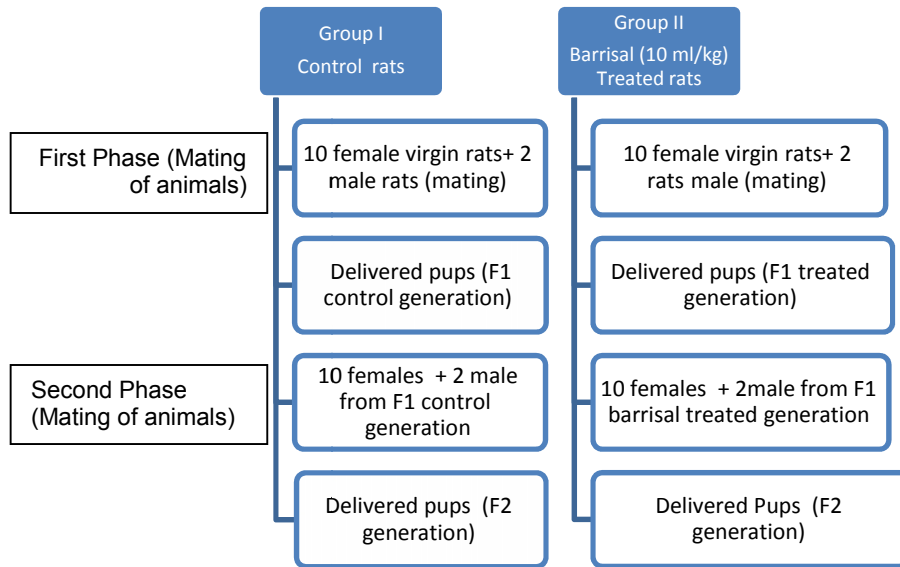 Group I
Control rats
Group II
Barrisal (10 ml/kg)
Treated rats
First Phase (Mating
of animals)
10 female virgin rats+ 2
male rats (mating)
10 female virgin rats+ 2
rats male (mating)
Delivered pups (F1
control generation)
Delivered pups (F1 treated
generation)
Second Phase
(Mating of animals)
10 females + 2 male
from F1 control
generation
10 females + 2male from F1
barrisal treated generation
Delivered pups (F2
generation)
Delivered Pups (F2
generation)